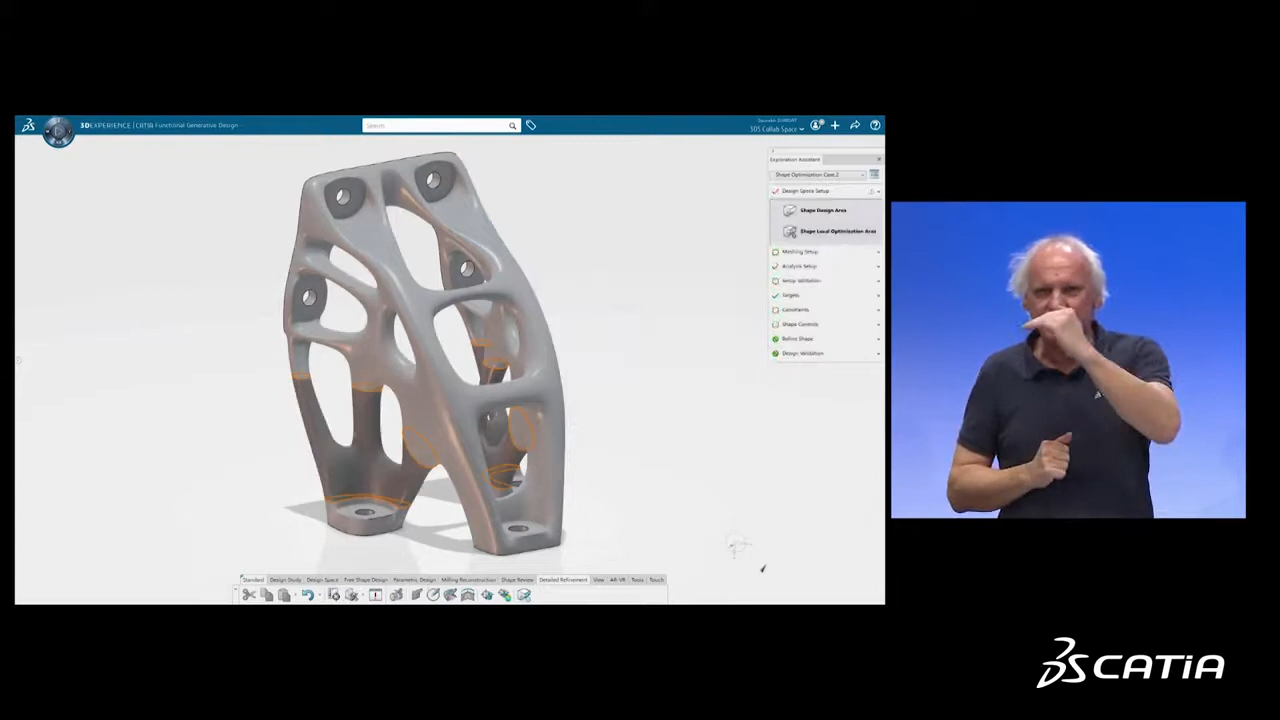 3DEXPERIENCE | CATIA Functional Generative Design
Search
3DS Collab Space
Exploration Assistant
Shape Optimization Case.2
Design Space Setup
Shape Design Area
Shape Local Optimization Area
Meshing Setup
Analysis Setup
Setup Validation
Targets
Constraints
Shape Controls
Refine Shape
Design Validation
Standard Design Study Design Space Free Shape Design Parametric Design Milling Reconstruction Shape Review Detailed Refinement View AR-VR Tools Touch
CATIA